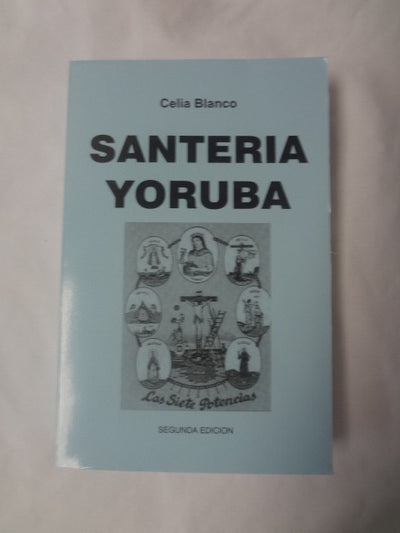 Celia Blanco
SANTERIA
YORUBA
Las Siete Potencias
SEGUNDA EDICION